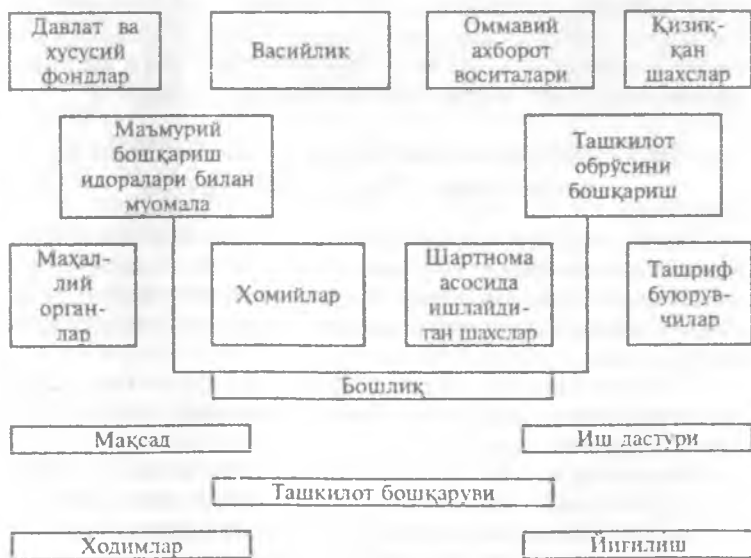 Давлат ва
хусусий
фондлар
Васийлик
Оммавий
ахборот
воситалари
Қизиқ-
қан
шахслар
Маъмурий
бошқариш
идоралари билан
муомала
Ташкилот
обрўсини
бошқариш
Маҳал-
лий
орган-
лар
Ҳомийлар
Шартнома
асосида
ишлайди-
ган шахслар
Ташриф
буюрув-
чилар
Бошлиқ
Мақсад
Иш дастури
Ташкилот бошқаруви
Ходимлар
Йиғилиш